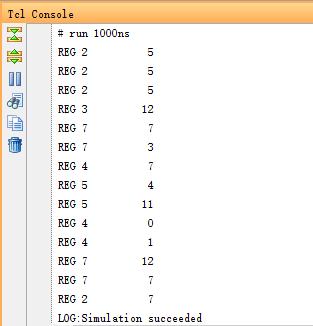 Tcl Console
# run 1000ns
REG 2 5
REG 2 5
REG 2 5
REG 3 12
REG 7 7
REG 7 3
REG 4 7
REG 5 4
REG 5 11
REG 4 0
REG 4 1
REG 7 12
REG 7 7
REG 2 7
LOG:Simulation succeeded